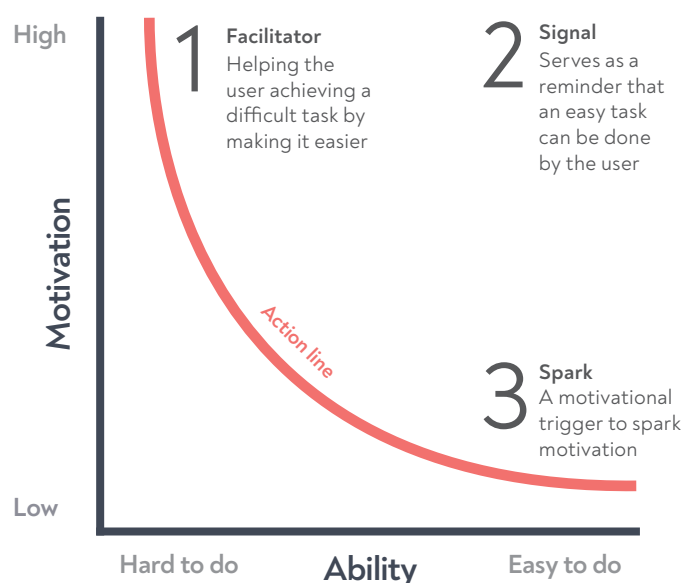 High
1
Facilitator
Helping the
user achieving a
difficult task by
making it easier
2
Signal
Serves as a
reminder that
an easy task
can be done
by the user
Motivation
Action line
3
Spark
A motivational
trigger to spark
motivation
Low
Hard to do
Ability
Easy to do